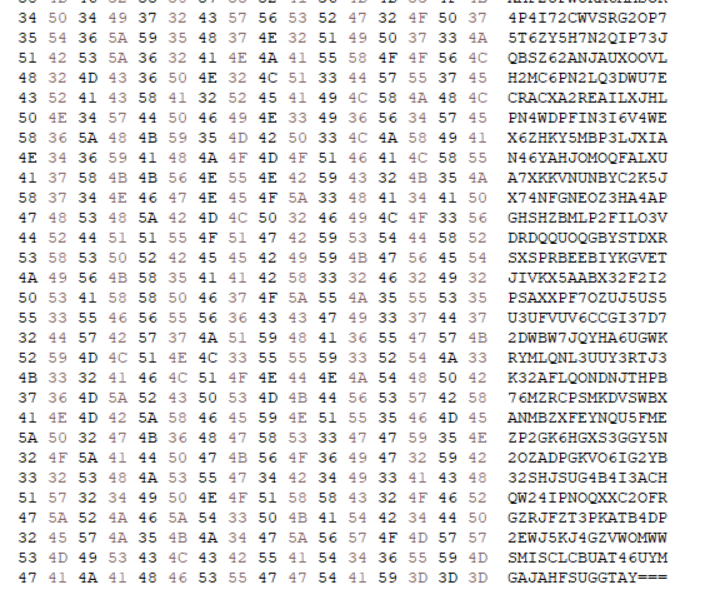 34 50 34 49 37 32 43 57 56 53 52 47 32 4F 50 37 4P4I72CWVSRG2OP7
35 54 36 5A 59 35 48 37 4E 32 51 49 50 37 33 4A 5T6ZY5H7N2QIP73J
51 42 53 5A 36 32 41 4E 4A 41 55 58 4F 4F 56 4C QBSZ62ANJAUXOOVL
48 32 4D 43 36 50 4E 32 4C 51 33 44 57 55 37 45 H2MC6PN2LQ3DWU7E
43 52 41 43 58 41 32 52 45 41 49 4C 58 4A 48 4C CRACXA2REAILXJHL
50 4E 34 57 44 50 46 49 4E 33 49 36 56 34 57 45 PN4WDPFIN3I6V4WE
58 36 5A 48 4B 59 35 4D 42 50 33 4C 4A 58 49 41 X6ZHKY5MBP3LJXIA
4E 34 36 59 41 48 4A 4F 4D 4F 51 46 41 4C 58 55 N46YAHJOMOQFALXU
41 37 58 4B 4B 56 4E 55 4E 42 59 43 32 4B 35 4A A7XKKVNUNBYC2K5J
58 37 34 4E 46 47 4E 45 4F 5A 33 48 41 34 41 50 X74NFGNEOZ3HA4AP
47 48 53 48 5A 42 4D 4C 50 32 46 49 4C 4F 33 56 GHSHZBMLP2FILO3V
44 52 44 51 51 55 4F 51 47 42 59 53 54 44 58 52 DRDQQUOQGBYSTDXR
53 58 53 50 52 42 45 45 42 49 59 4B 47 56 45 54 SXSPRBEEBIYKGVET
4A 49 56 4B 58 35 41 41 42 58 33 32 46 32 49 32 JIVKX5AABX32F2I2
50 53 41 58 58 50 46 37 4F 5A 55 4A 35 55 53 35 PSAXXPF7OZUJ5US5
55 33 55 46 56 55 56 36 43 43 47 49 33 37 44 37 U3UFVUV6CCGI37D7
32 44 57 42 57 37 4A 51 59 48 41 36 55 47 57 4B 2DWBW7JQYHA6UGWK
52 59 4D 4C 51 4E 4C 33 55 55 59 33 52 54 4A 33 RYMLQNL3UUY3RTJ3
4B 33 32 41 46 4C 51 4F 4E 44 4E 4A 54 48 50 42 K32AFLQONDNJTHPB
37 36 4D 5A 52 43 50 53 4D 4B 44 56 53 57 42 58 76MZRCPSMKDVSWBX
41 4E 4D 42 5A 58 46 45 59 4E 51 55 35 46 4D 45 ANMBZXFEYNQU5FME
5A 50 32 47 4B 36 48 47 58 53 33 47 47 59 35 4E ZP2GK6HGXS3GGY5N
32 4F 5A 41 44 50 47 4B 56 4F 36 49 47 32 59 42 2OZADPGKVO6IG2YB
33 32 53 48 4A 53 55 47 34 42 34 49 33 41 43 48 32SHJSUG4B4I3ACH
51 57 32 34 49 50 4E 4F 51 58 58 43 32 4F 46 52 QW24IPNOQXXC2OFR
47 5A 52 4A 46 5A 54 33 50 4B 41 54 42 34 44 50 GZRJFZT3PKATB4DP
32 45 57 4A 35 4B 4A 34 47 5A 56 57 4F 4D 57 57 2EWJ5KJ4GZVWOMWW
53 4D 49 53 43 4C 43 42 55 41 54 34 36 55 59 4D SMISCLCBUAT46UYM
47 41 4A 41 48 46 53 55 47 47 54 41 59 3D 3D 3D GAJAHFSUGGTAY===